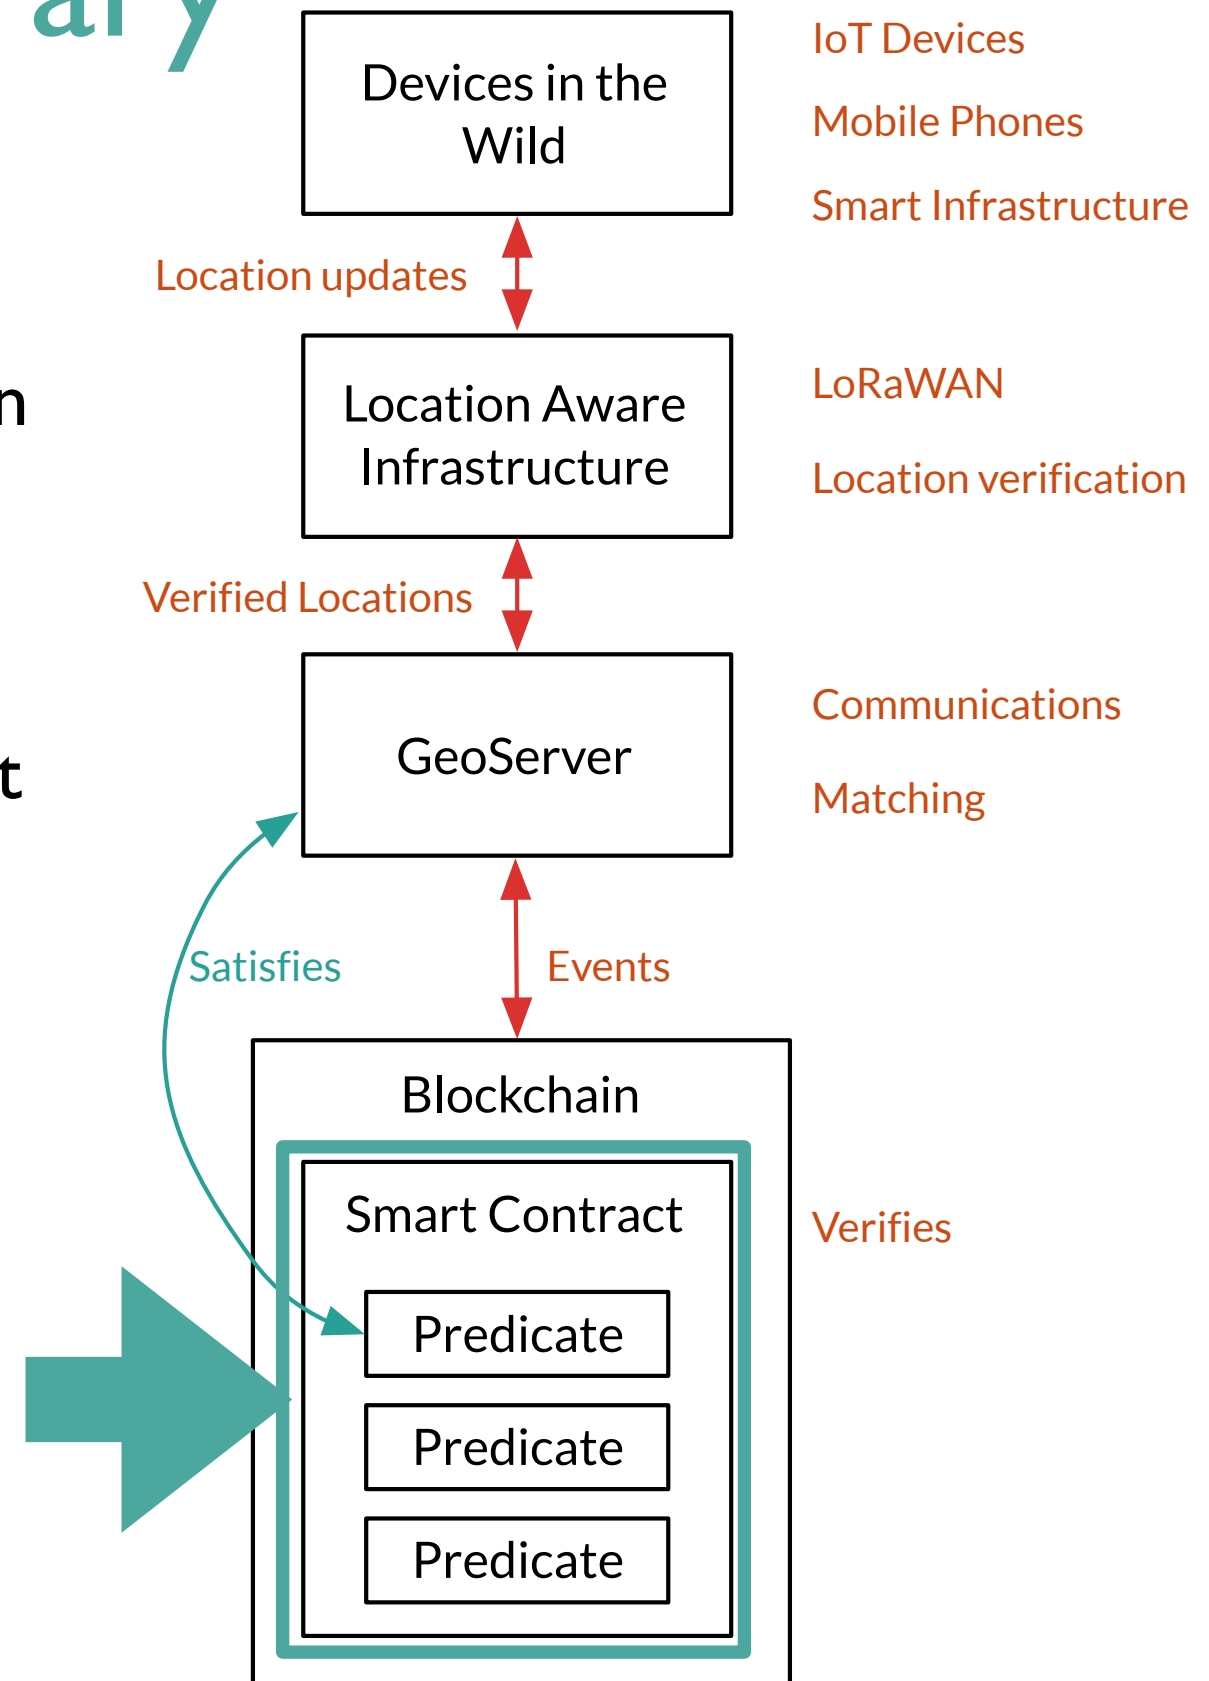 ary
Devices in the
Wild
IoT Devices
Mobile Phones
Smart Infrastructure
Location updates
n
Location Aware
Infrastructure
LoRaWAN
Location verification
Verified Locations
t
GeoServer
Communications
Matching
Satisfies
Events
Blockchain
Smart Contract
Verifies
Predicate
Predicate
Predicate